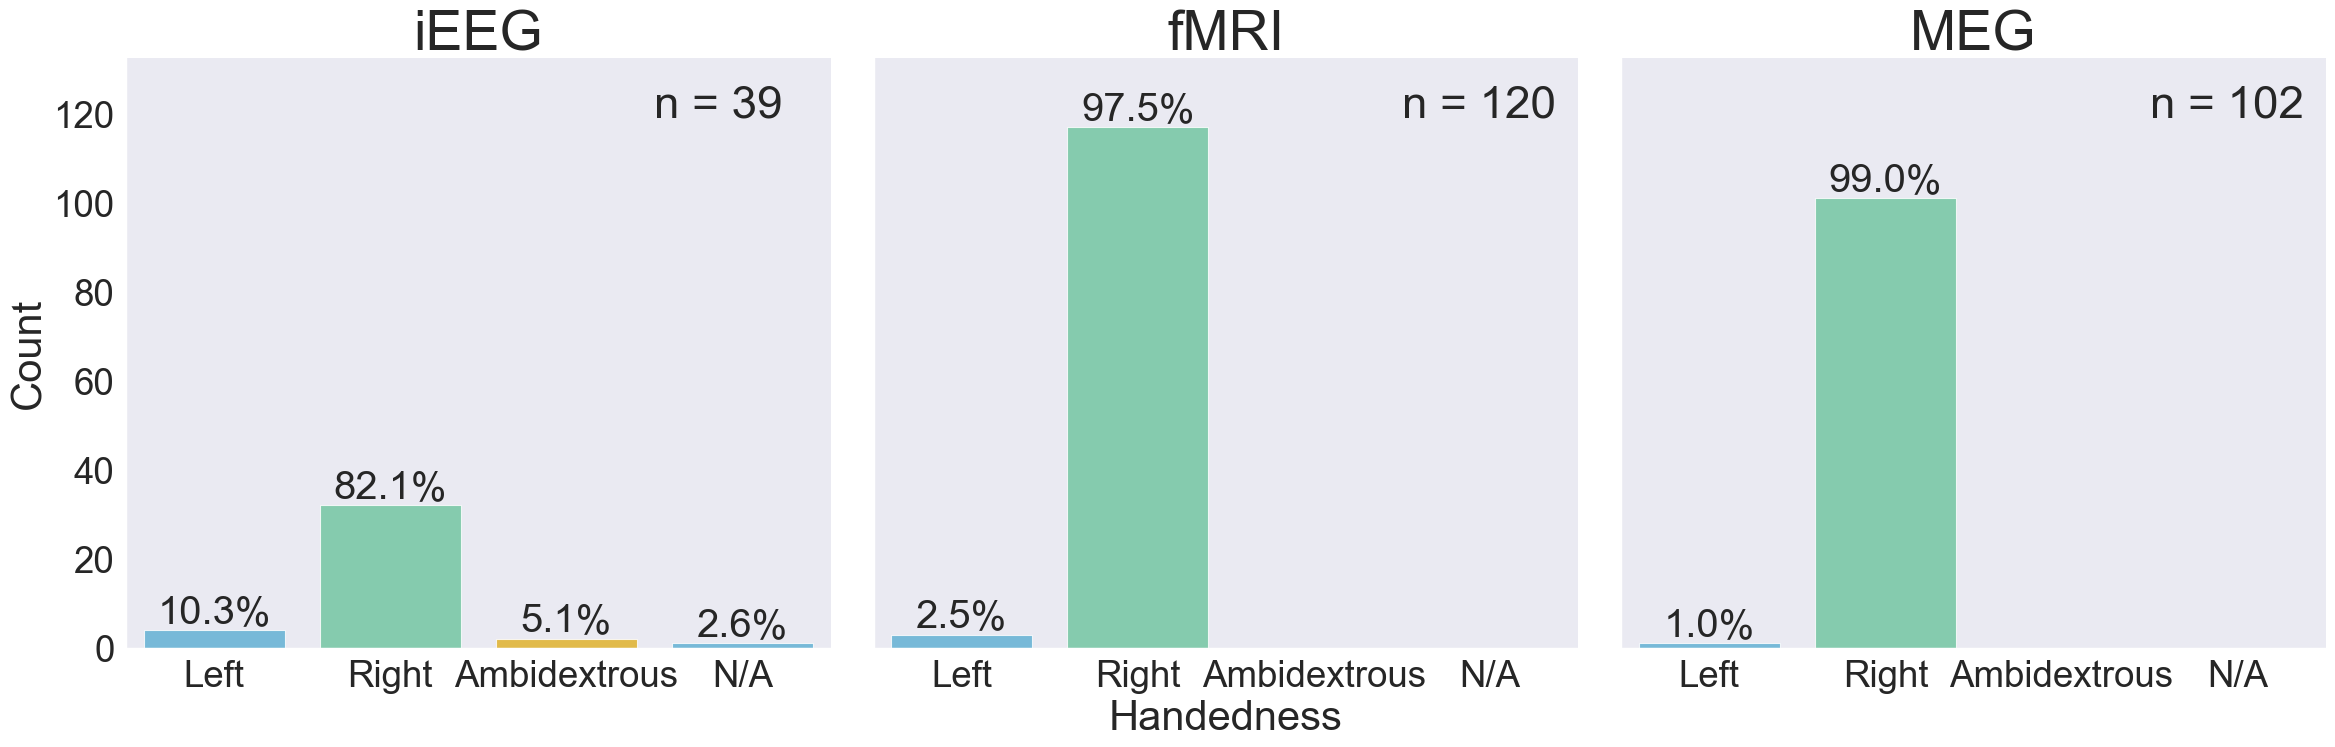 iEEG
fMRI
MEG
n = 39
n = 120
n = 102
Count
120
100
80
60
40
20
0
10.3%
82.1%
5.1%
2.6%
2.5%
97.5%
1.0%
99.0%
Left Right Ambidextrous N/A
Left Right Ambidextrous N/A
Left Right Ambidextrous N/A
Handedness